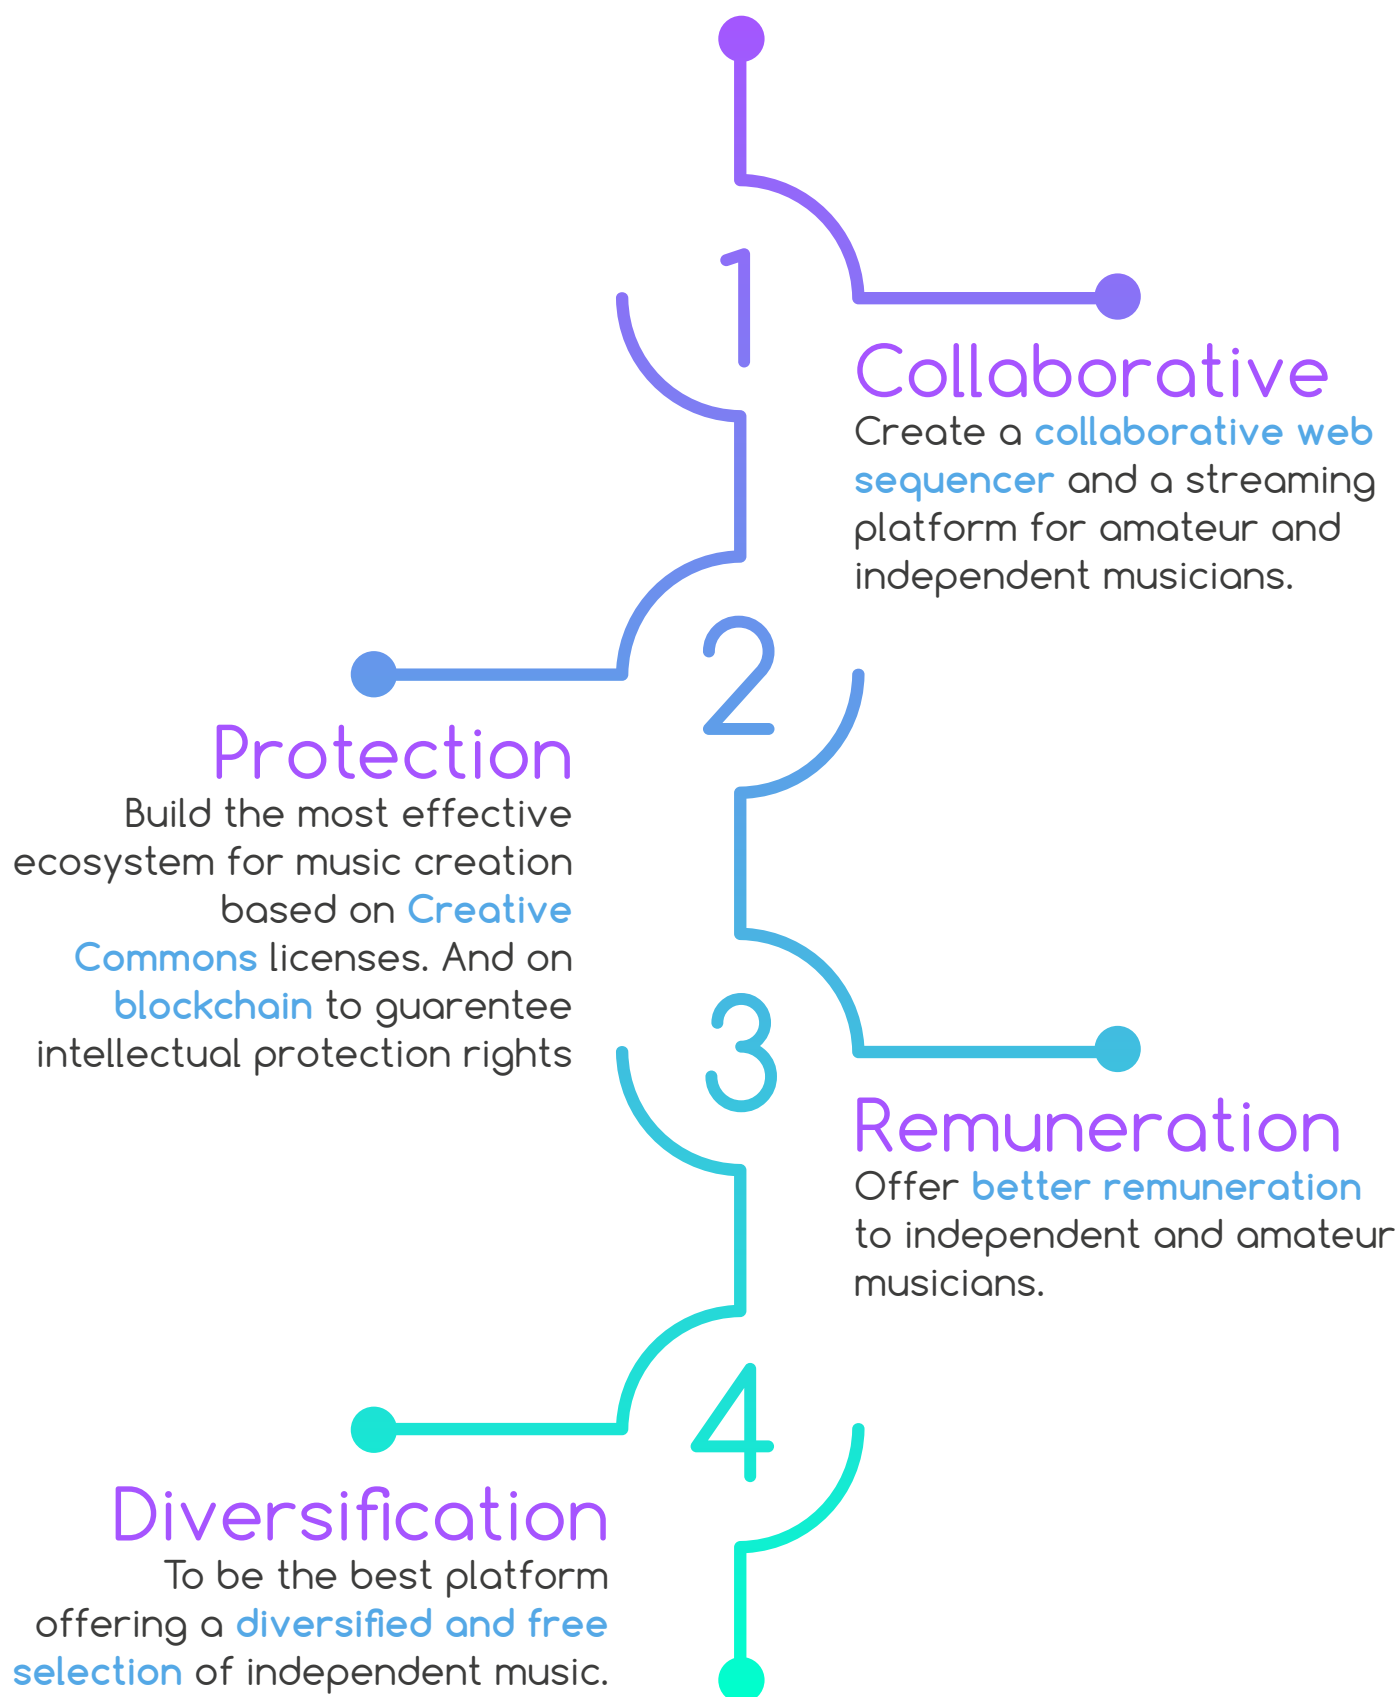 1
Collaborative
Create a collaborative web
sequencer and a streaming
platform for amateur and
independent musicians.
2
Protection
Build the most effective
ecosystem for music creation
based on Creative
Commons licenses. And on
blockchain to guarentee
intellectual protection rights
3
Remuneration
Offer better remuneration
to independent and amateur
musicians.
4
Diversification
To be the best platform
offering a diversified and free
selection of independent music.